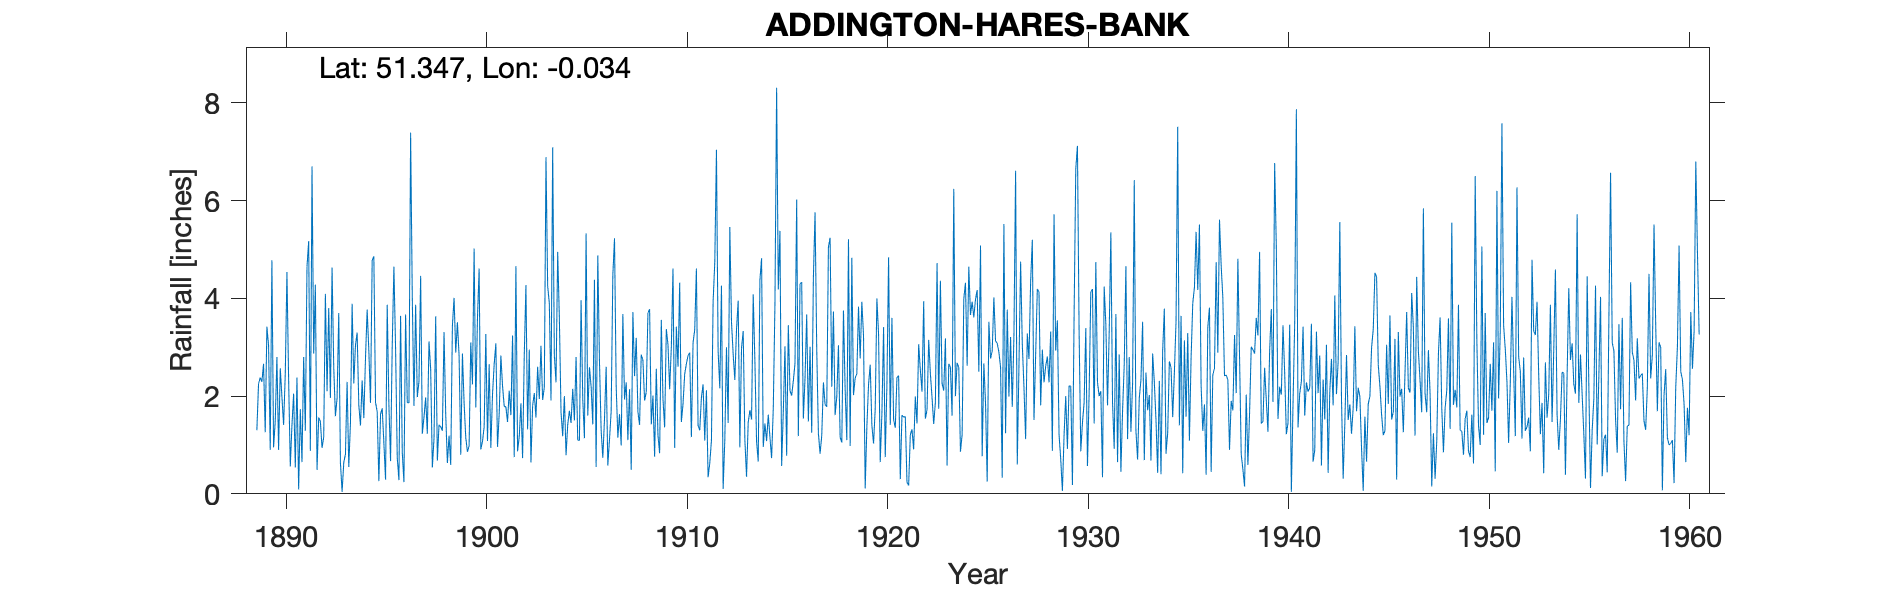 ADDINGTON-HARES-BANK
Lat: 51.347, Lon: -0.034
8
6
4
2
0
Rainfall [inches]
1890 1900 1910 1920 1930 1940 1950 1960
Year